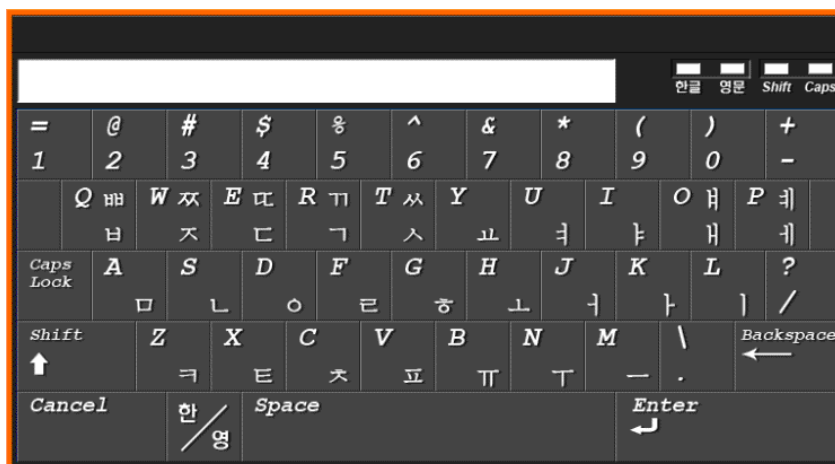 한글 영문 Shift Caps
= @ # $ % ^ & * ( ) +
1 2 3 4 5 6 7 8 9 0 -
Q ㅃ W ㅉ E ㄸ R ㄲ T ㅆ Y U I O ㅒ P ㅖ
ㅂ ㅈ ㄷ ㄱ ㅅ ㅛ ㅕ ㅑ ㅐ ㅔ
Caps A S D F G H J K L ?
Lock
ㅁ ㄴ ㅇ ㄹ ㅎ ㅗ ㅓ ㅏ ㅣ /
Shift Z X C V B N M \ Backspace
ㅋ ㅌ ㅊ ㅍ ㅠ ㅜ ㅡ .
Cancel 한/영 Space Enter